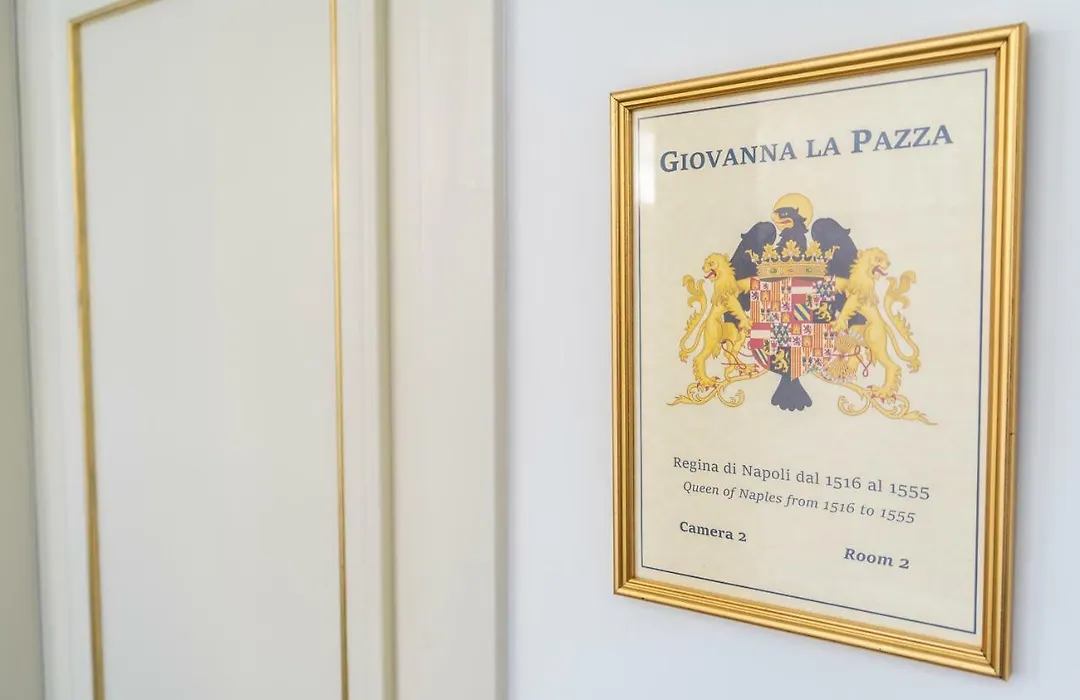 GIOVANNA LA PAZZA
Regina di Napoli dal 1516 al 1555
Queen of Naples from 1516 to 1555
Camera 2
Room 2